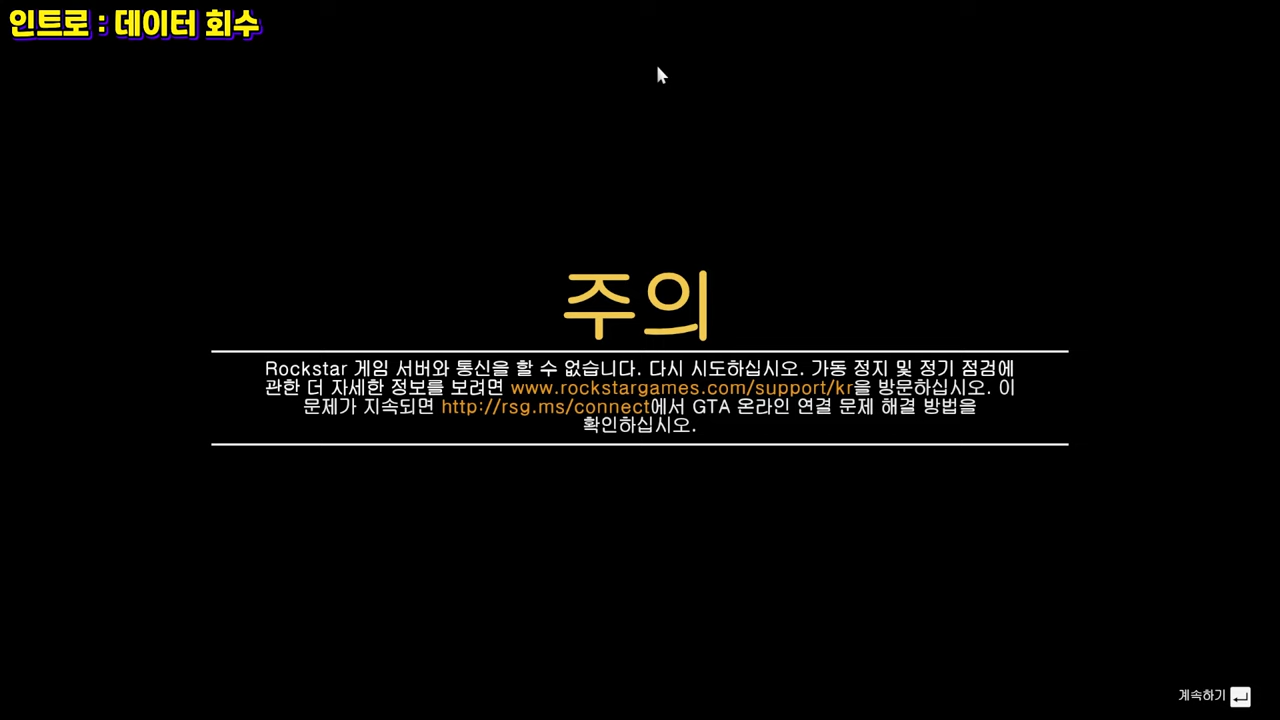 인트로 : 데이터 회수
주의
Rockstar 게임 서버와 통신을 할 수 없습니다. 다시 시도하십시오. 가동 정지 및 정기 점검에
관한 더 자세한 정보를 보려면 www.rockstargames.com/support/kr을 방문하십시오. 이
문제가 지속되면 http://rsg.ms/connect에서 GTA 온라인 연결 문제 해결 방법을
확인하십시오.
계속하기